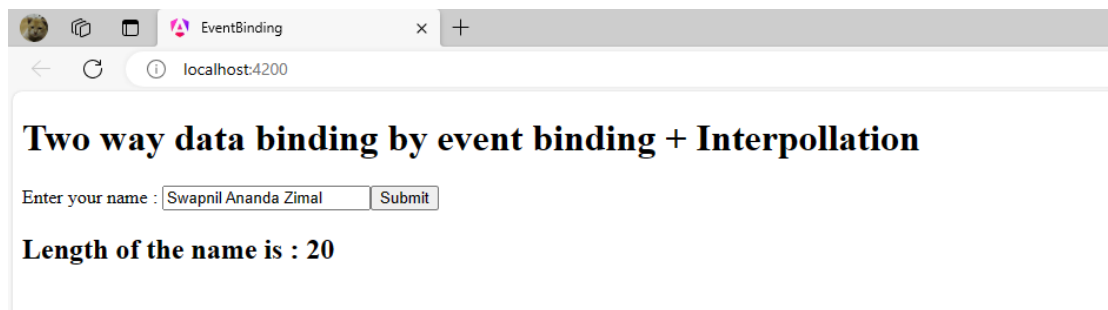 EventBinding
localhost:4200
Two way data binding by event binding + Interpollation
Enter your name : Swapnil Ananda Zimal Submit
Length of the name is : 20